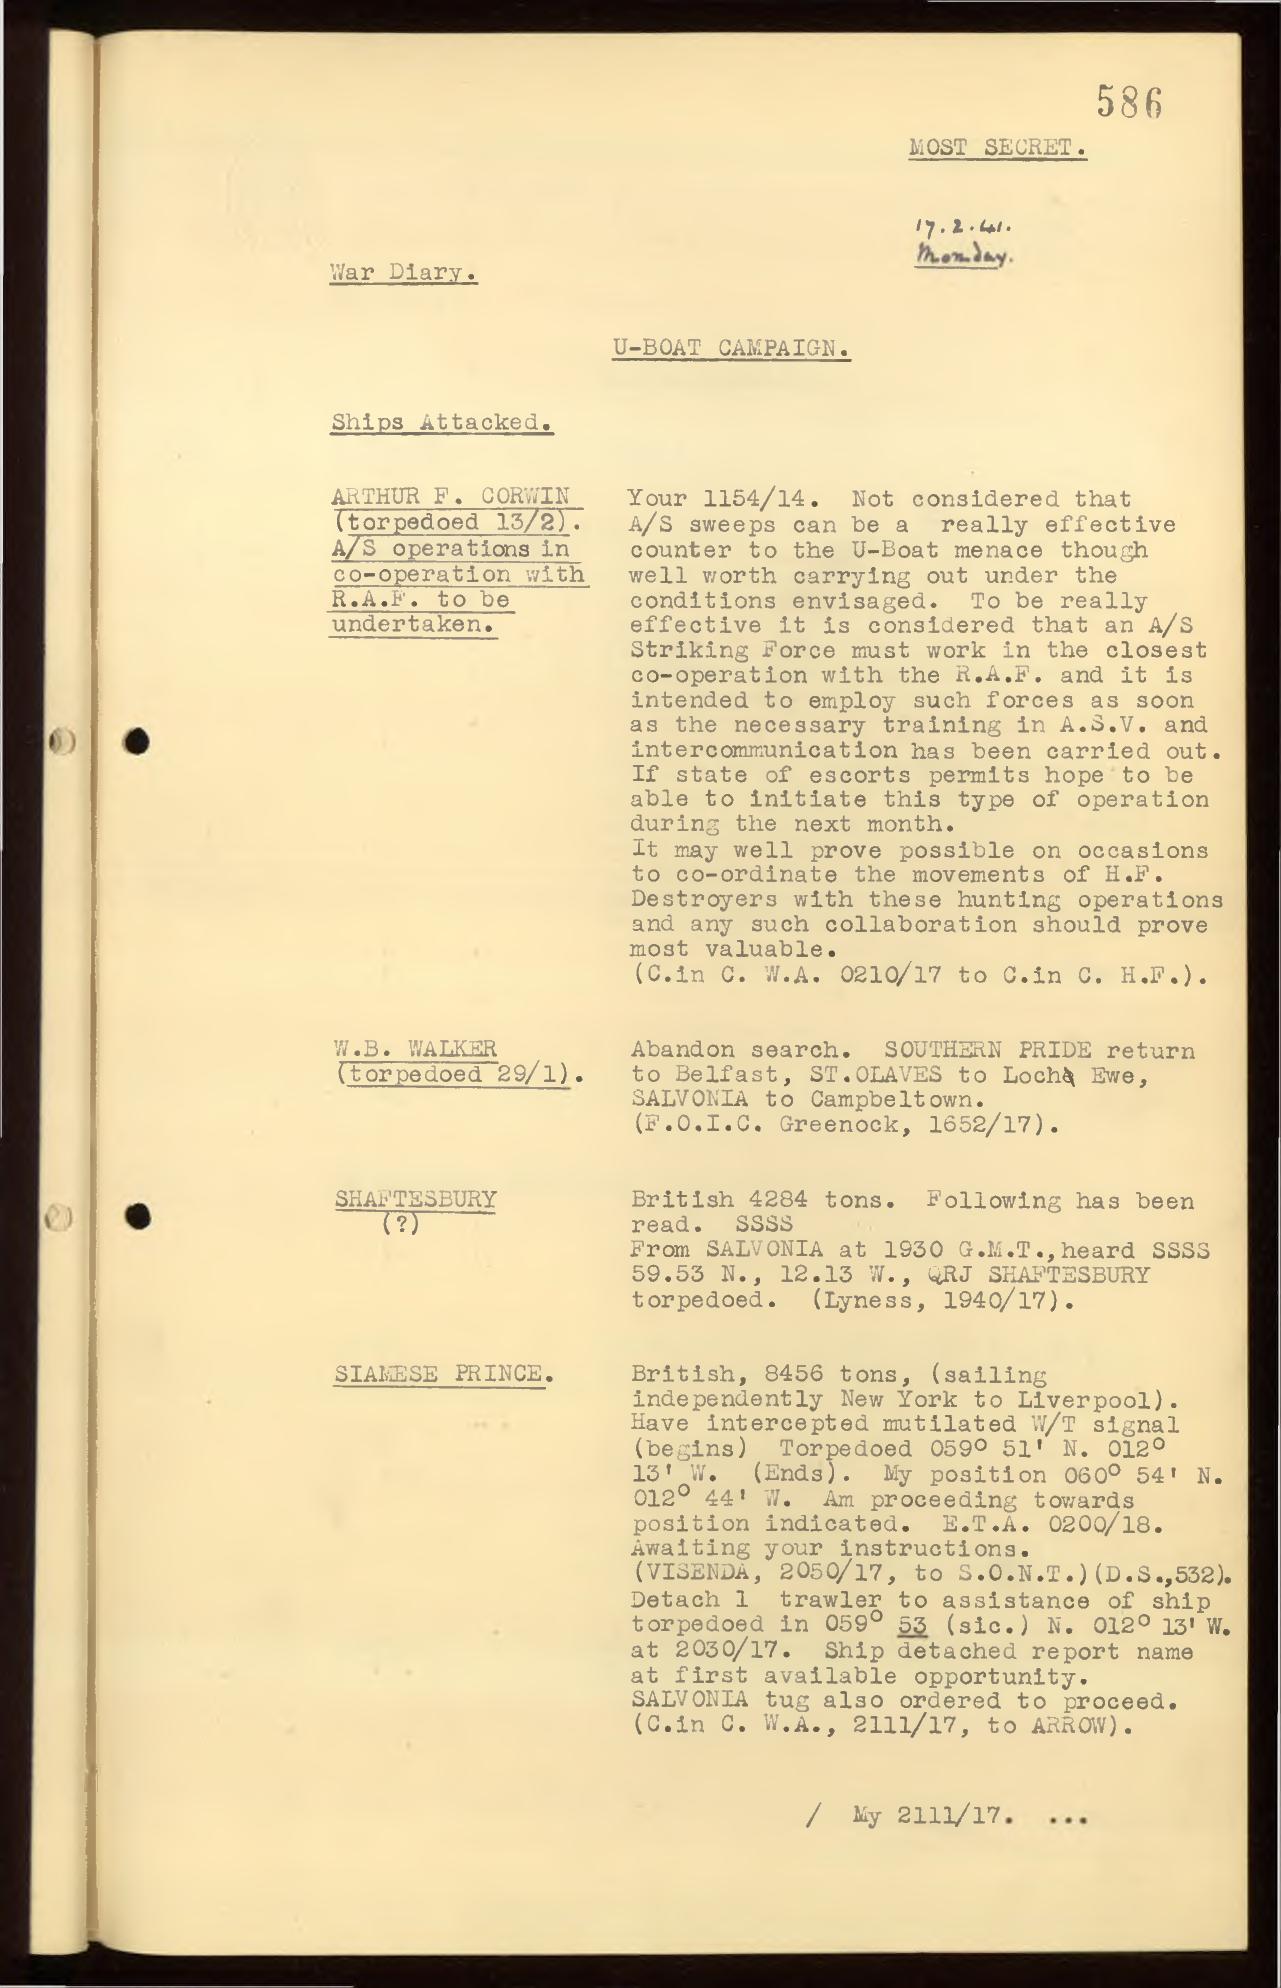 586
MOST SECRET.
17.2.41.
Monday.
War Diary.
U-BOAT CAMPAIGN.
Ships Attacked.
ARTHUR F. CORWIN
(torpedoed 13/2).
A/S operations in
co-operation with
R.A.F. to be
undertaken.
Your 1154/14. Not considered that
A/S sweeps can be a really effective
counter to the U-Boat menace though
well worth carrying out under the
conditions envisaged. To be really
effective it is considered that an A/S
Striking Force must work in the closest
co-operation with the R.A.F. and it is
intended to employ such forces as soon
as the necessary training in A.S.V. and
intercommunication has been carried out.
If state of escorts permits hope to be
able to initiate this type of operation
during the next month.
It may well prove possible on occasions
to co-ordinate the movements of H.F.
Destroyers with these hunting operations
and any such collaboration should prove
most valuable.
(C.in C. W.A. 0210/17 to C.in C. H.F.).
W.B. WALKER
(torpedoed 29/1).
Abandon search. SOUTHERN PRIDE return
to Belfast, ST.OLAVES to Loch Ewe,
SALVONIA to Campbeltown.
(F.O.I.C. Greenock, 1652/17).
SHAFTESBURY
(?)
British 4284 tons. Following has been
read. SSSS
From SALVONIA at 1930 G.M.T.,heard SSSS
59.53 N., 12.13 W., QRJ SHAFTESBURY
torpedoed. (Lyness, 1940/17).
SIAMESE PRINCE.
British, 8456 tons, (sailing
independently New York to Liverpool).
Have intercepted mutilated W/T signal
(begins) Torpedoed 059° 51' N. 012°
13' W. (Ends). My position 060° 54' N.
012° 44' W. Am proceeding towards
position indicated. E.T.A. 0200/18.
Awaiting your instructions.
(VISENDA, 2050/17, to S.O.N.T.)(D.S.,532).
Detach 1 trawler to assistance of ship
torpedoed in 059° 53 (sic.) N. 012° 13' W.
at 2030/17. Ship detached report name
at first available opportunity.
SALVONIA tug also ordered to proceed.
(C.in C. W.A., 2111/17, to ARROW).
/ My 2111/17. ...